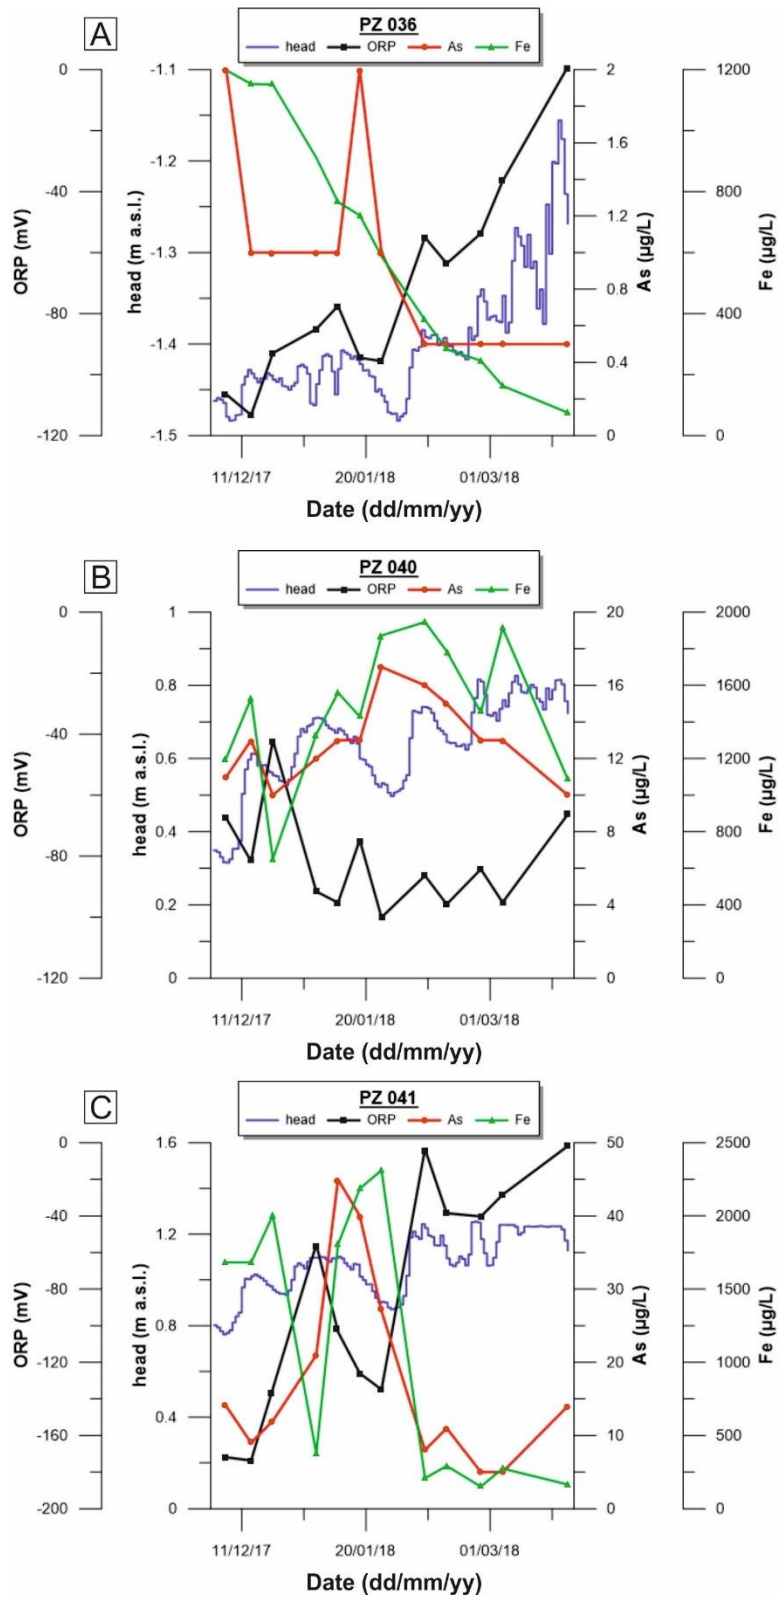 A
PZ 036
head ORP As Fe
0 -1.1 2 1200
1.6
-1.2
-40 800
1.2
ORP (mV) head (m a.s.l.) -1.3 As (µg/L) Fe (µg/L)
-80 0.8 400
-1.4
0.4
-120 -1.5 0 0
11/12/17 20/01/18 01/03/18
Date (dd/mm/yy)
B
PZ 040
head ORP As Fe
0 1 20 2000
0.8 16 1600
-40
ORP (mV) head (m a.s.l.) 0.6 12 As (µg/L) 1200 Fe (µg/L)
0.4 8 800
-80
0.2 4 400
-120 0 0 0
11/12/17 20/01/18 01/03/18
Date (dd/mm/yy)
C
PZ 041
head ORP As Fe
0 1.6 50 2500
-40 40 2000
1.2
-80 30 1500
ORP (mV) head (m a.s.l.) 0.8 As (µg/L) Fe (µg/L)
-120 20 1000
0.4
-160 10 500
-200 0 0 0
11/12/17 20/01/18 01/03/18
Date (dd/mm/yy)